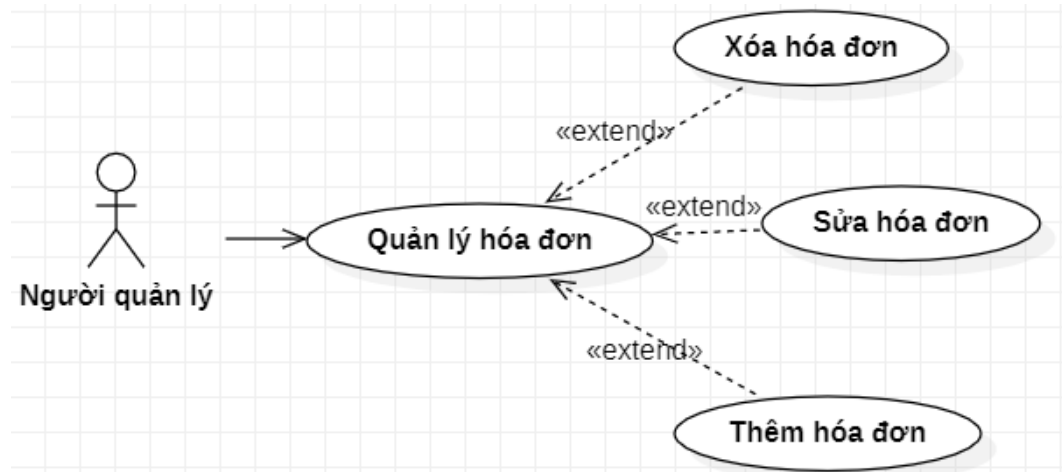 Xóa hóa đơn
«extend»
«extend»
Sửa hóa đơn
Quản lý hóa đơn
Người quản lý
«extend»
Thêm hóa đơn